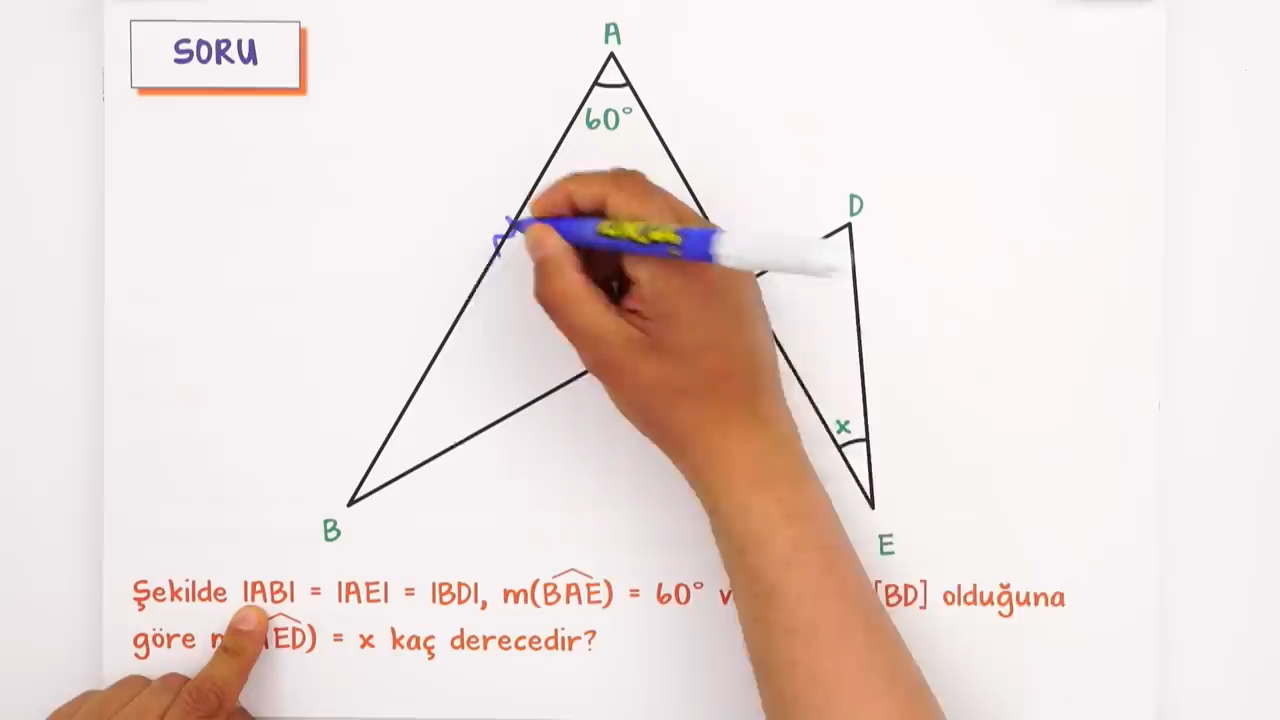 SORU
A
60°
D
x
B
E
Şekilde |AB| = |AE| = |BD|, m(BAE) = 60° [BD] olduğuna
göre ED) = x kaç derecedir?